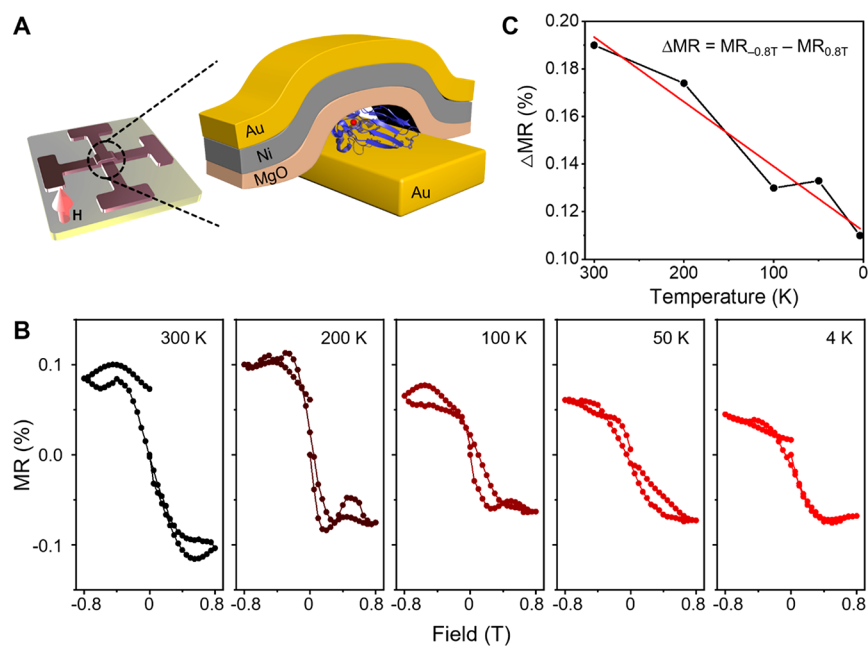 A
Au
Ni
MgO
Au
H
C
ΔMR = MR₋₀.₈T − MR₀.₈T
0.20
0.18
0.16
0.14
0.12
0.10
ΔMR (%)
300
200
100
0
Temperature (K)
B
300 K
200 K
100 K
50 K
4 K
0.1
0.0
-0.1
MR (%)
-0.8 0 0.8
-0.8 0 0.8
-0.8 0 0.8
-0.8 0 0.8
-0.8 0 0.8
Field (T)